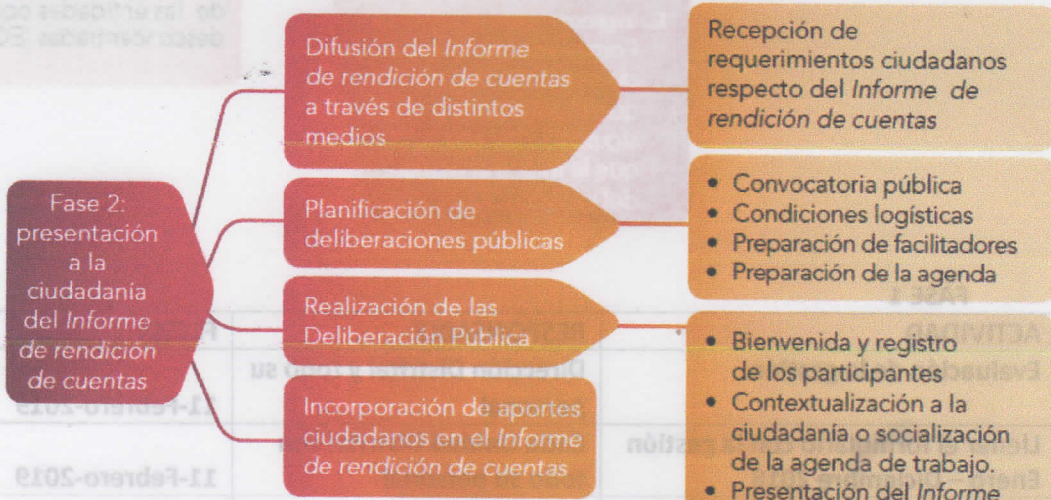 de las entidades
desconcentradas
Difusión del Informe
de rendición de cuentas
a través de distintos
medios
Recepción de
requerimientos ciudadanos
respecto del Informe de
rendición de cuentas
Fase 2:
presentación
a la
ciudadanía
del Informe
de rendición
de cuentas
Planificación de
deliberaciones públicas
• Convocatoria pública
• Condiciones logísticas
• Preparación de facilitadores
• Preparación de la agenda
Realización de las
Deliberación Pública
• Bienvenida y registro
de los participantes
• Contextualización a la
ciudadanía o socialización
de la agenda de trabajo.
• Presentación del Informe
Incorporación de aportes
ciudadanos en el Informe
de rendición de cuentas
FASE 1
ACTIVIDAD
11-Febrero-2019
11-Febrero-2019